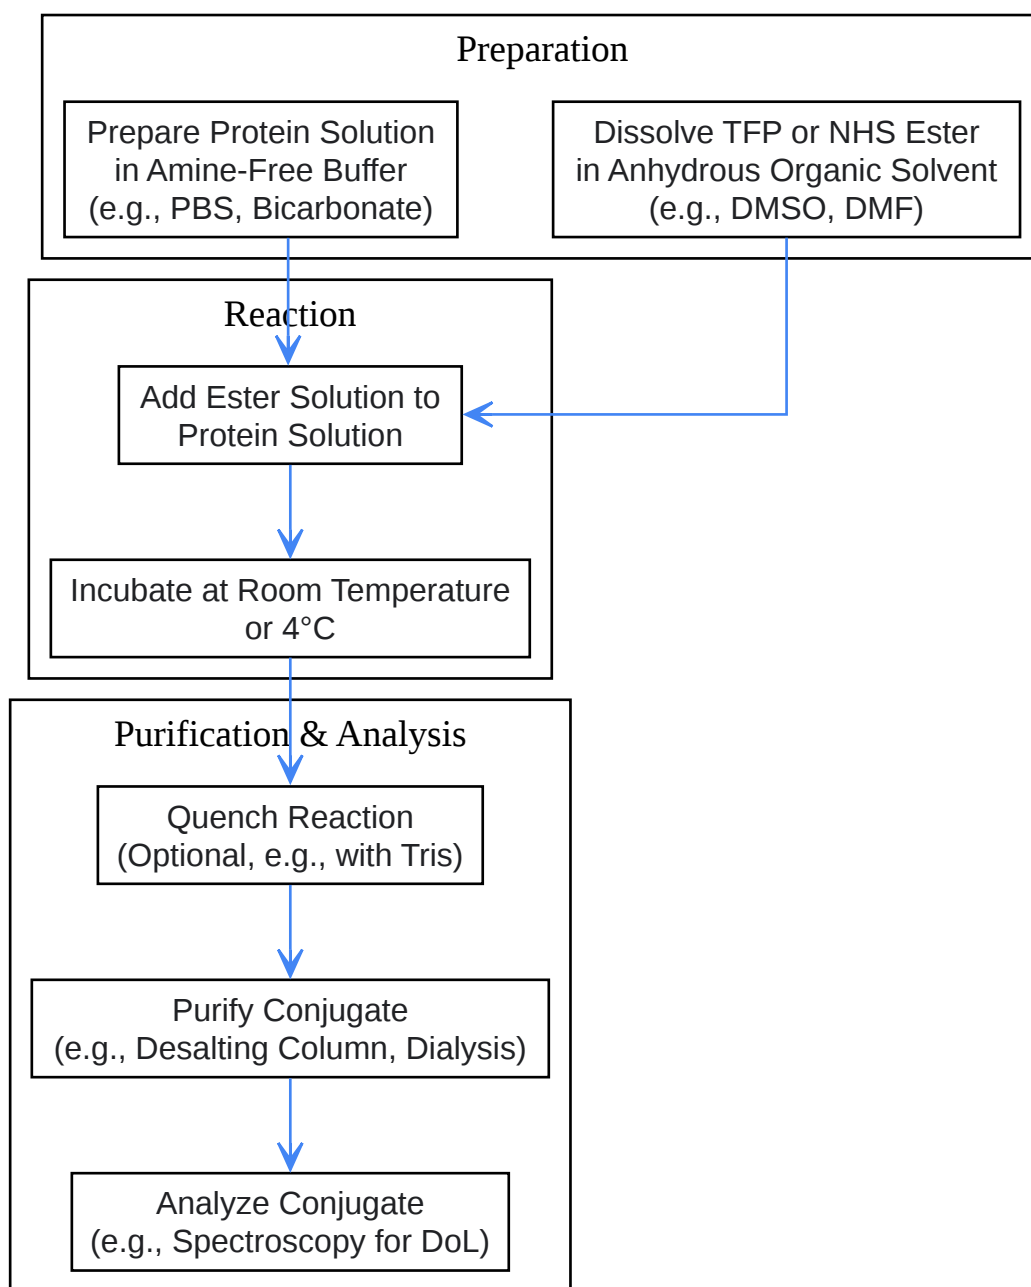 Preparation
Prepare Protein Solution
in Amine-Free Buffer
(e.g., PBS, Bicarbonate)
Dissolve TFP or NHS Ester
in Anhydrous Organic Solvent
(e.g., DMSO, DMF)
Reaction
Add Ester Solution to
Protein Solution
Incubate at Room Temperature
or 4°C
Purification & Analysis
Quench Reaction
(Optional, e.g., with Tris)
Purify Conjugate
(e.g., Desalting Column, Dialysis)
Analyze Conjugate
(e.g., Spectroscopy for DoL)